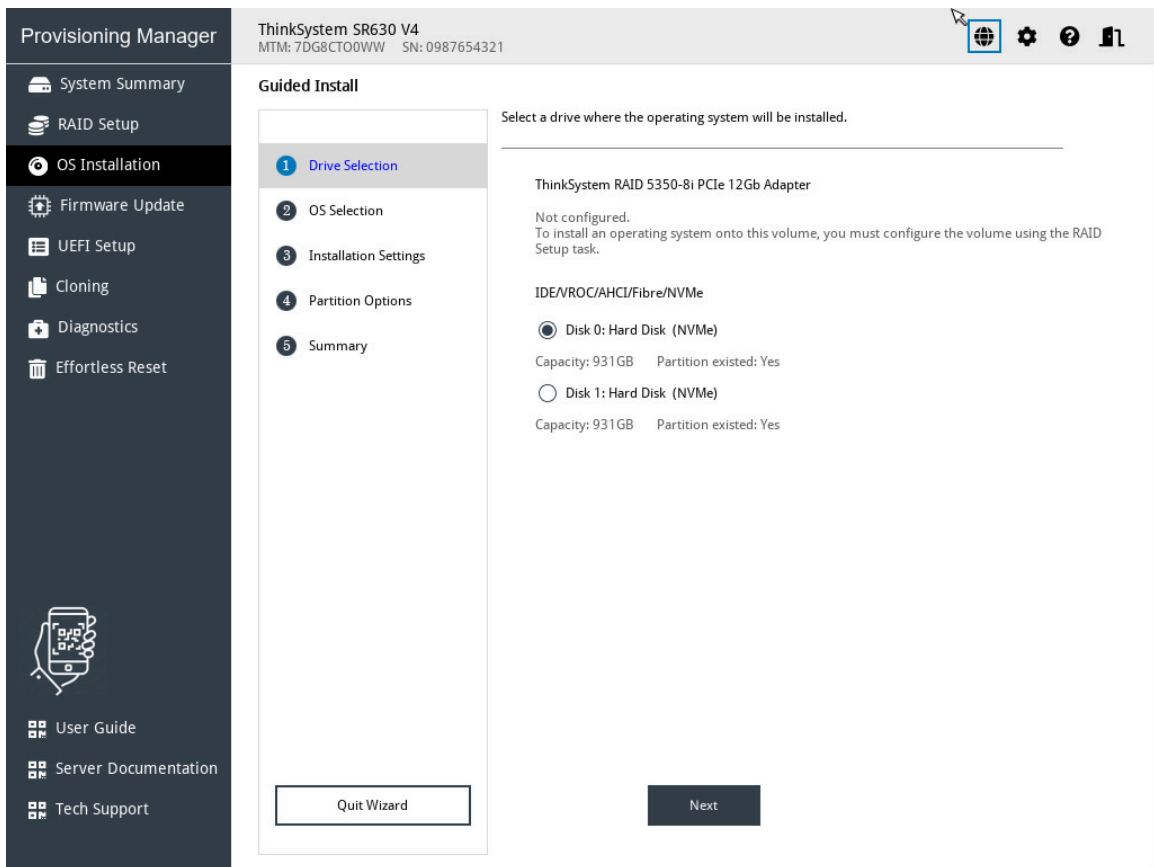 Provisioning Manager
ThinkSystem SR630 V4
MTM: 7DG8CTO0WW SN: 0987654321
System Summary
RAID Setup
OS Installation
Firmware Update
UEFI Setup
Cloning
Diagnostics
Effortless Reset
User Guide
Server Documentation
Tech Support
Guided Install
1 Drive Selection
2 OS Selection
3 Installation Settings
4 Partition Options
5 Summary
Quit Wizard
Select a drive where the operating system will be installed.
ThinkSystem RAID 5350-8i PCIe 12Gb Adapter
Not configured.
To install an operating system onto this volume, you must configure the volume using the RAID
Setup task.
IDE/VROC/AHCI/Fibre/NVMe
Disk 0: Hard Disk (NVMe)
Capacity: 931GB Partition existed: Yes
Disk 1: Hard Disk (NVMe)
Capacity: 931GB Partition existed: Yes
Next